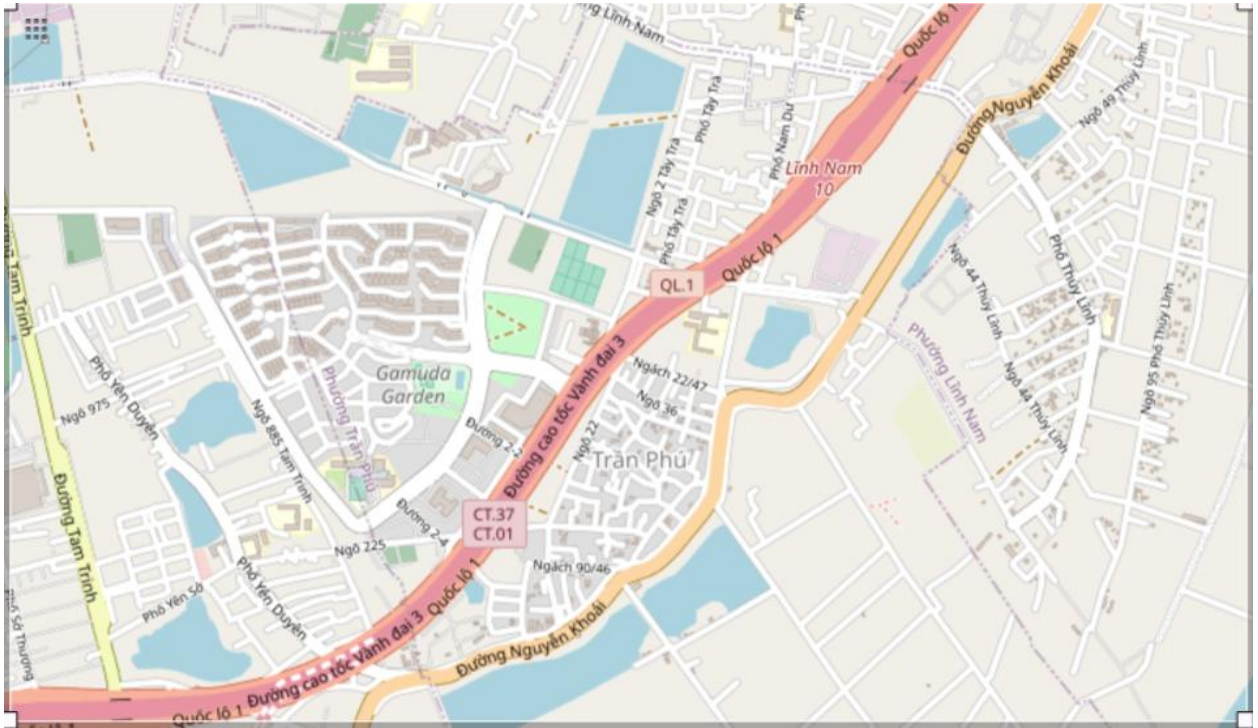 ng Lĩnh Nam
Quốc lộ 1
Đường Nguyễn Khoái
Ngõ 49 Thúy Lĩnh
Phố Tây Trà
Phố Nam Dư
Ngõ 2 Tây Trà
Lĩnh Nam
10
Phố Tây Trà
Quốc lộ 1
QL.1
Phố Thúy Lĩnh
Ngõ 44 Thúy Lĩnh
Ngõ 95 Phố Thúy Lĩnh
Phường Lĩnh Nam
Ngõ 44 Thúy Lĩnh
g Tam Trinh
Phố Yên Duyên
Ngõ 975
Gamuda
Garden
Phường Trần Phú
Ngõ 885 Tam Trinh
Đường cao tốc Vành đai 3
Ngách 22/47
Ngõ 36
Ngõ 22
Trần Phú
Đường 2-2
Đường 2-4
CT.37
CT.01
Đường Tam Trinh
Ngõ 225
Ngách 90/46
Phố Yên Sở
Phố Yên Duyên
Phố Sở Thượng
Quốc lộ 1
Đường cao tốc Vành đai 3
Đường Nguyễn Khoái
Quốc lộ 1